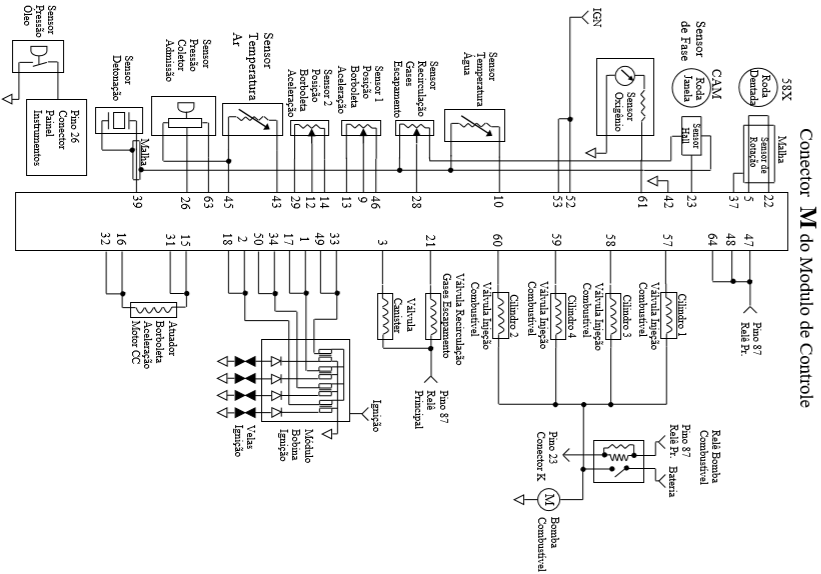 Conector M do Modulo de Controle
58X
Roda
Dentada
Malha
Sensor de
Rotação
22
5
37
Sensor
de Fase
CAM
Roda
Janela
Sensor
Hall
23
42
Sensor
Oxigênio
61
IGN
52
53
Sensor
Temperatura
Água
10
Sensor
Recirculação
Gases
Escapamento
28
Sensor 1
Posição
Borboleta
Aceleração
46
9
13
Sensor 2
Posição
Borboleta
Aceleração
14
12
29
Sensor
Temperatura
Ar
43
45
Sensor
Pressão
Coletor
Admissão
63
26
Sensor
Detonação
Malha
39
Sensor
Pressão
Óleo
Pino 26
Conector
Painel
Instrumentos
47
48
64
Pino 87
Relê Pr.
57
Cilindro 1
Válvula Injeção
Combustível
58
Cilindro 3
Válvula Injeção
Combustível
59
Cilindro 4
Válvula Injeção
Combustível
60
Cilindro 2
Válvula Injeção
Combustível
21
Válvula Recirculação
Gases Escapamento
3
Válvula
Canister
Pino 87
Relê
Principal
33
49
1
17
34
50
2
18
Ignição
Módulo
Bobina
Ignição
Velas
Ignição
15
31
16
32
Atuador
Borboleta
Aceleração
Motor CC
Relê Bomba
Combustível
Pino 87
Relê Pr.
Bateria
Pino 23
Conector K
M
Bomba
Combustível